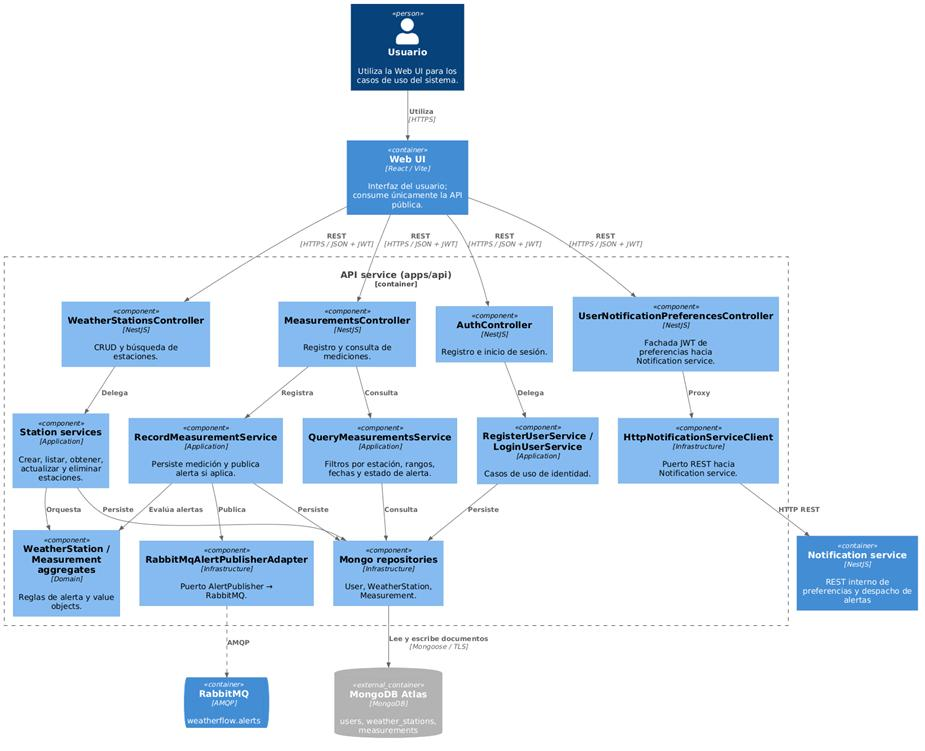 «person»
Usuario
Utiliza la Web UI para los
casos de uso del sistema.
Utiliza
[HTTPS]
«container»
Web UI
[React / Vite]
Interfaz del usuario;
consume únicamente la API
pública.
REST
[HTTPS / JSON + JWT]
REST
[HTTPS / JSON + JWT]
REST
[HTTPS / JSON + JWT]
REST
[HTTPS / JSON + JWT]
API service (apps/api)
[container]
«component»
WeatherStationsController
[NestJS]
CRUD y búsqueda de
estaciones.
«component»
MeasurementsController
[NestJS]
Registro y consulta de
mediciones.
«component»
AuthController
[NestJS]
Registro e inicio de sesión.
«component»
UserNotificationPreferencesController
[NestJS]
Fachada JWT de
preferencias hacia
Notification service.
Delega
Registra
Consulta
Delega
Proxy
«component»
Station services
[Application]
Crear, listar, obtener,
actualizar y eliminar
estaciones.
«component»
RecordMeasurementService
[Application]
Persiste medición y publica
alerta si aplica.
«component»
QueryMeasurementsService
[Application]
Filtros por estación, rangos,
fechas y estado de alerta.
«component»
RegisterUserService /
LoginUserService
[Application]
Casos de uso de identidad.
«component»
HttpNotificationServiceClient
[Infrastructure]
Puerto REST hacia
Notification service.
Orquesta
Persiste
Evalúa alertas
Publica
Persiste
Consulta
Persiste
HTTP REST
«component»
WeatherStation /
Measurement
aggregates
[Domain]
Reglas de alerta y value
objects.
«component»
RabbitMqAlertPublisherAdapter
[Infrastructure]
Puerto AlertPublisher →
RabbitMQ.
«component»
Mongo repositories
[Infrastructure]
User, WeatherStation,
Measurement.
«container»
Notification service
[NestJS]
REST interno de
preferencias y despacho de
alertas
AMQP
Lee y escribe documentos
[Mongoose / TLS]
«container»
RabbitMQ
[AMQP]
weatherflow.alerts
«external_container»
MongoDB Atlas
[MongoDB]
users, weather_stations,
measurements